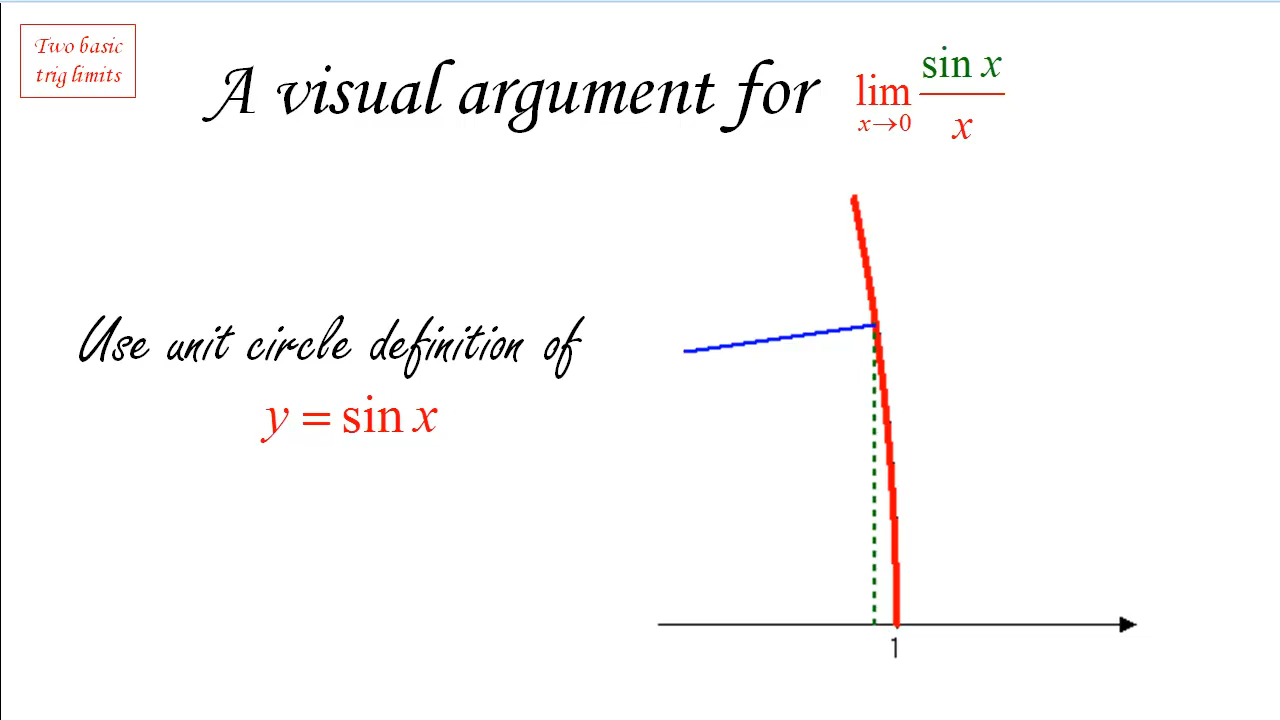 Two basic
trig limits
A visual argument for lim x→0 sin x / x
Use unit circle definition of
y = sin x
1